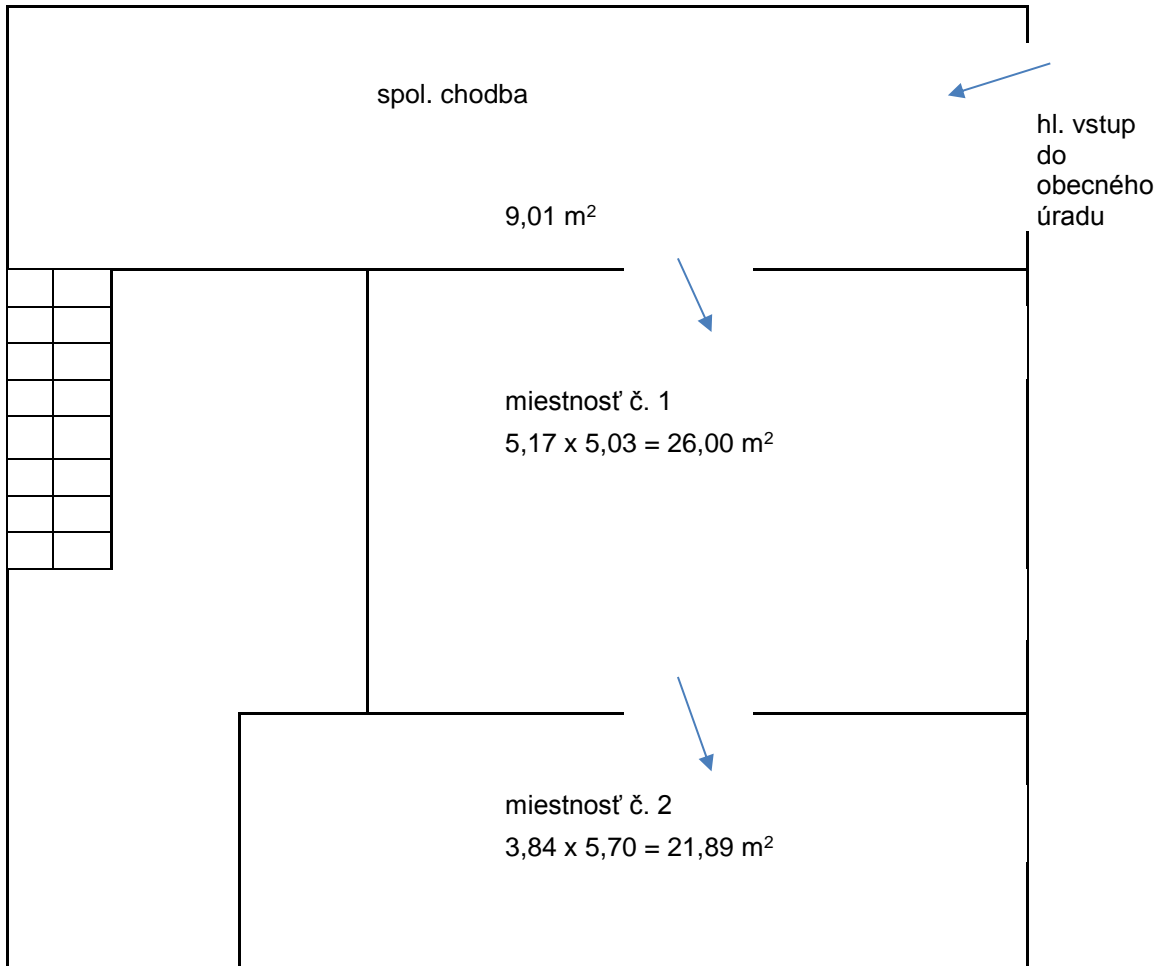 spol. chodba
hl. vstup
do
obecného
úradu
9,01 m²
miestnosť č. 1
5,17 x 5,03 = 26,00 m²
miestnosť č. 2
3,84 x 5,70 = 21,89 m²